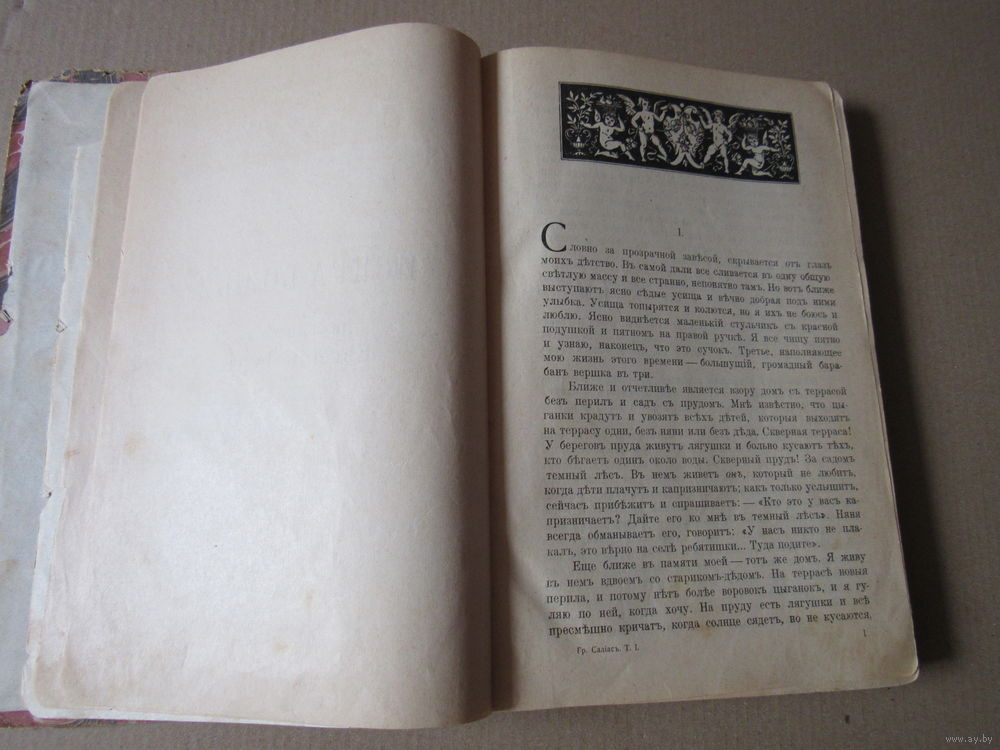 I.
Словно за прозрачной завѣсой, скрывается отъ глазъ
моихъ дѣтство. Въ самой дали все сливается въ одну общую
свѣтлую массу и все странно, непонятно тамъ. Но вотъ ближе
выступаютъ ясно сѣдые усища и вѣчно добрая подъ ними
улыбка. Усища топырятся и колются, но я ихъ не боюсь и
люблю. Ясно виднѣется маленькій стульчикъ съ красной
подушкой и пятномъ на правой ручкѣ. Я все чищу пятно
и узнаю, наконецъ, что это сучокъ. Третье, наполняющее
мою жизнь этого времени — большущій, громадный бара-
банъ вершка въ три.
Ближе и отчетливѣе является взору домъ съ террасой
безъ перилъ и садъ съ прудомъ. Мнѣ извѣстно, что цы-
ганки крадутъ и увозятъ всѣхъ дѣтей, которыя выходятъ
на террасу одни, безъ няни или безъ дѣда. Скверная терраса!
У береговъ пруда живутъ лягушки и больно кусаютъ тѣхъ,
кто бѣгаетъ одинъ около воды. Скверный прудъ! За садомъ
темный лѣсъ. Въ немъ живетъ онъ, который не любитъ,
когда дѣти плачутъ и капризничаютъ; какъ только услышитъ,
сейчасъ прибѣжитъ и спрашиваетъ: — «Кто это у васъ ка-
призничаетъ? Дайте его ко мнѣ въ темный лѣсъ». Няня
всегда обманываетъ его, говоритъ: «У насъ никто не пла-
калъ, это вѣрно на селѣ ребятишки... Туда подите».
Еще ближе въ памяти моей — тотъ же домъ. Я живу
въ немъ вдвоемъ со старикомъ-дѣдомъ. На террасѣ новыя
перила, и потому нѣтъ болѣе воровокъ цыганокъ, и я гу-
ляю по ней, когда хочу. На пруду есть лягушки и всѣ
пресмѣшно кричатъ, когда солнце сядетъ, но не кусаются,
Гр. Саліасъ. Т. I.
1
www.ay.by